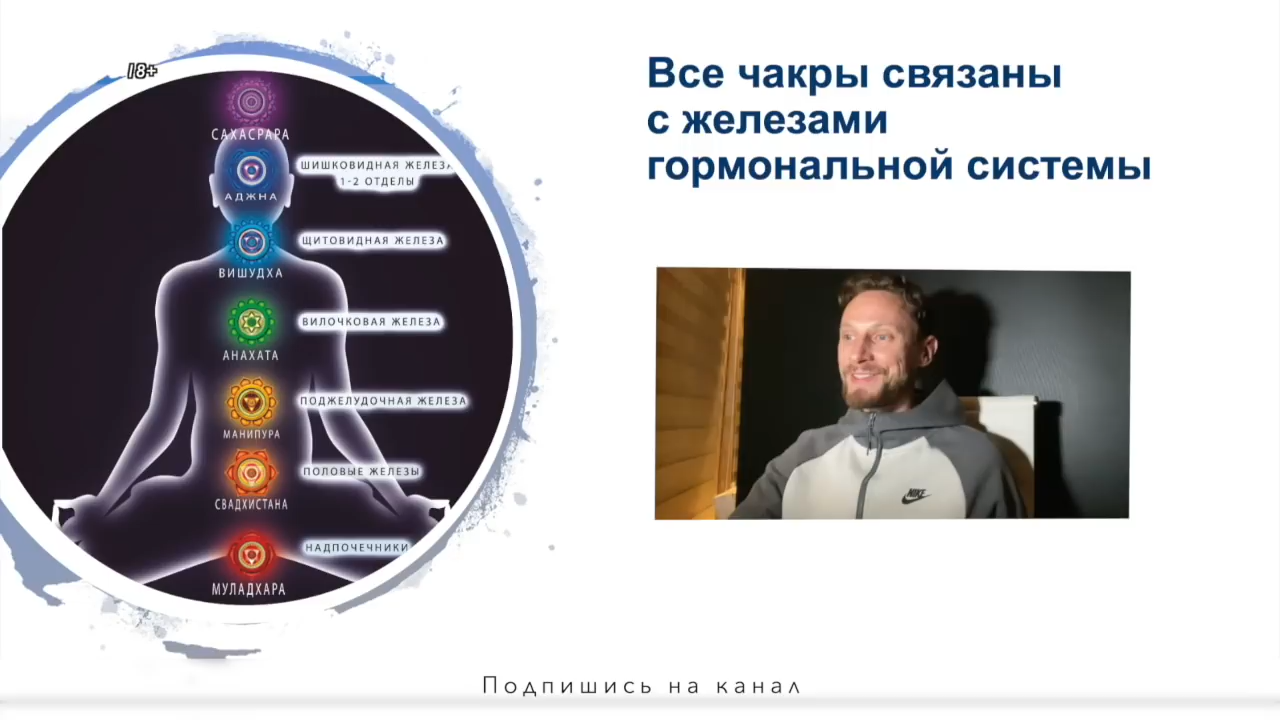 18+
САХАСРАРА
ШИШКОВИДНАЯ ЖЕЛЕЗА
1-2 ОТДЕЛЫ
АДЖНА
ЩИТОВИДНАЯ ЖЕЛЕЗА
ВИШУДХА
ВИЛОЧКОВАЯ ЖЕЛЕЗА
АНАХАТА
ПОДЖЕЛУДОЧНАЯ ЖЕЛЕЗА
МАНИПУРА
ПОЛОВЫЕ ЖЕЛЕЗЫ
СВАДХИСТАНА
НАДПОЧЕЧНИКИ
МУЛАДХАРА
Все чакры связаны
с железами
гормональной системы
NIKE
Подпишись на канал